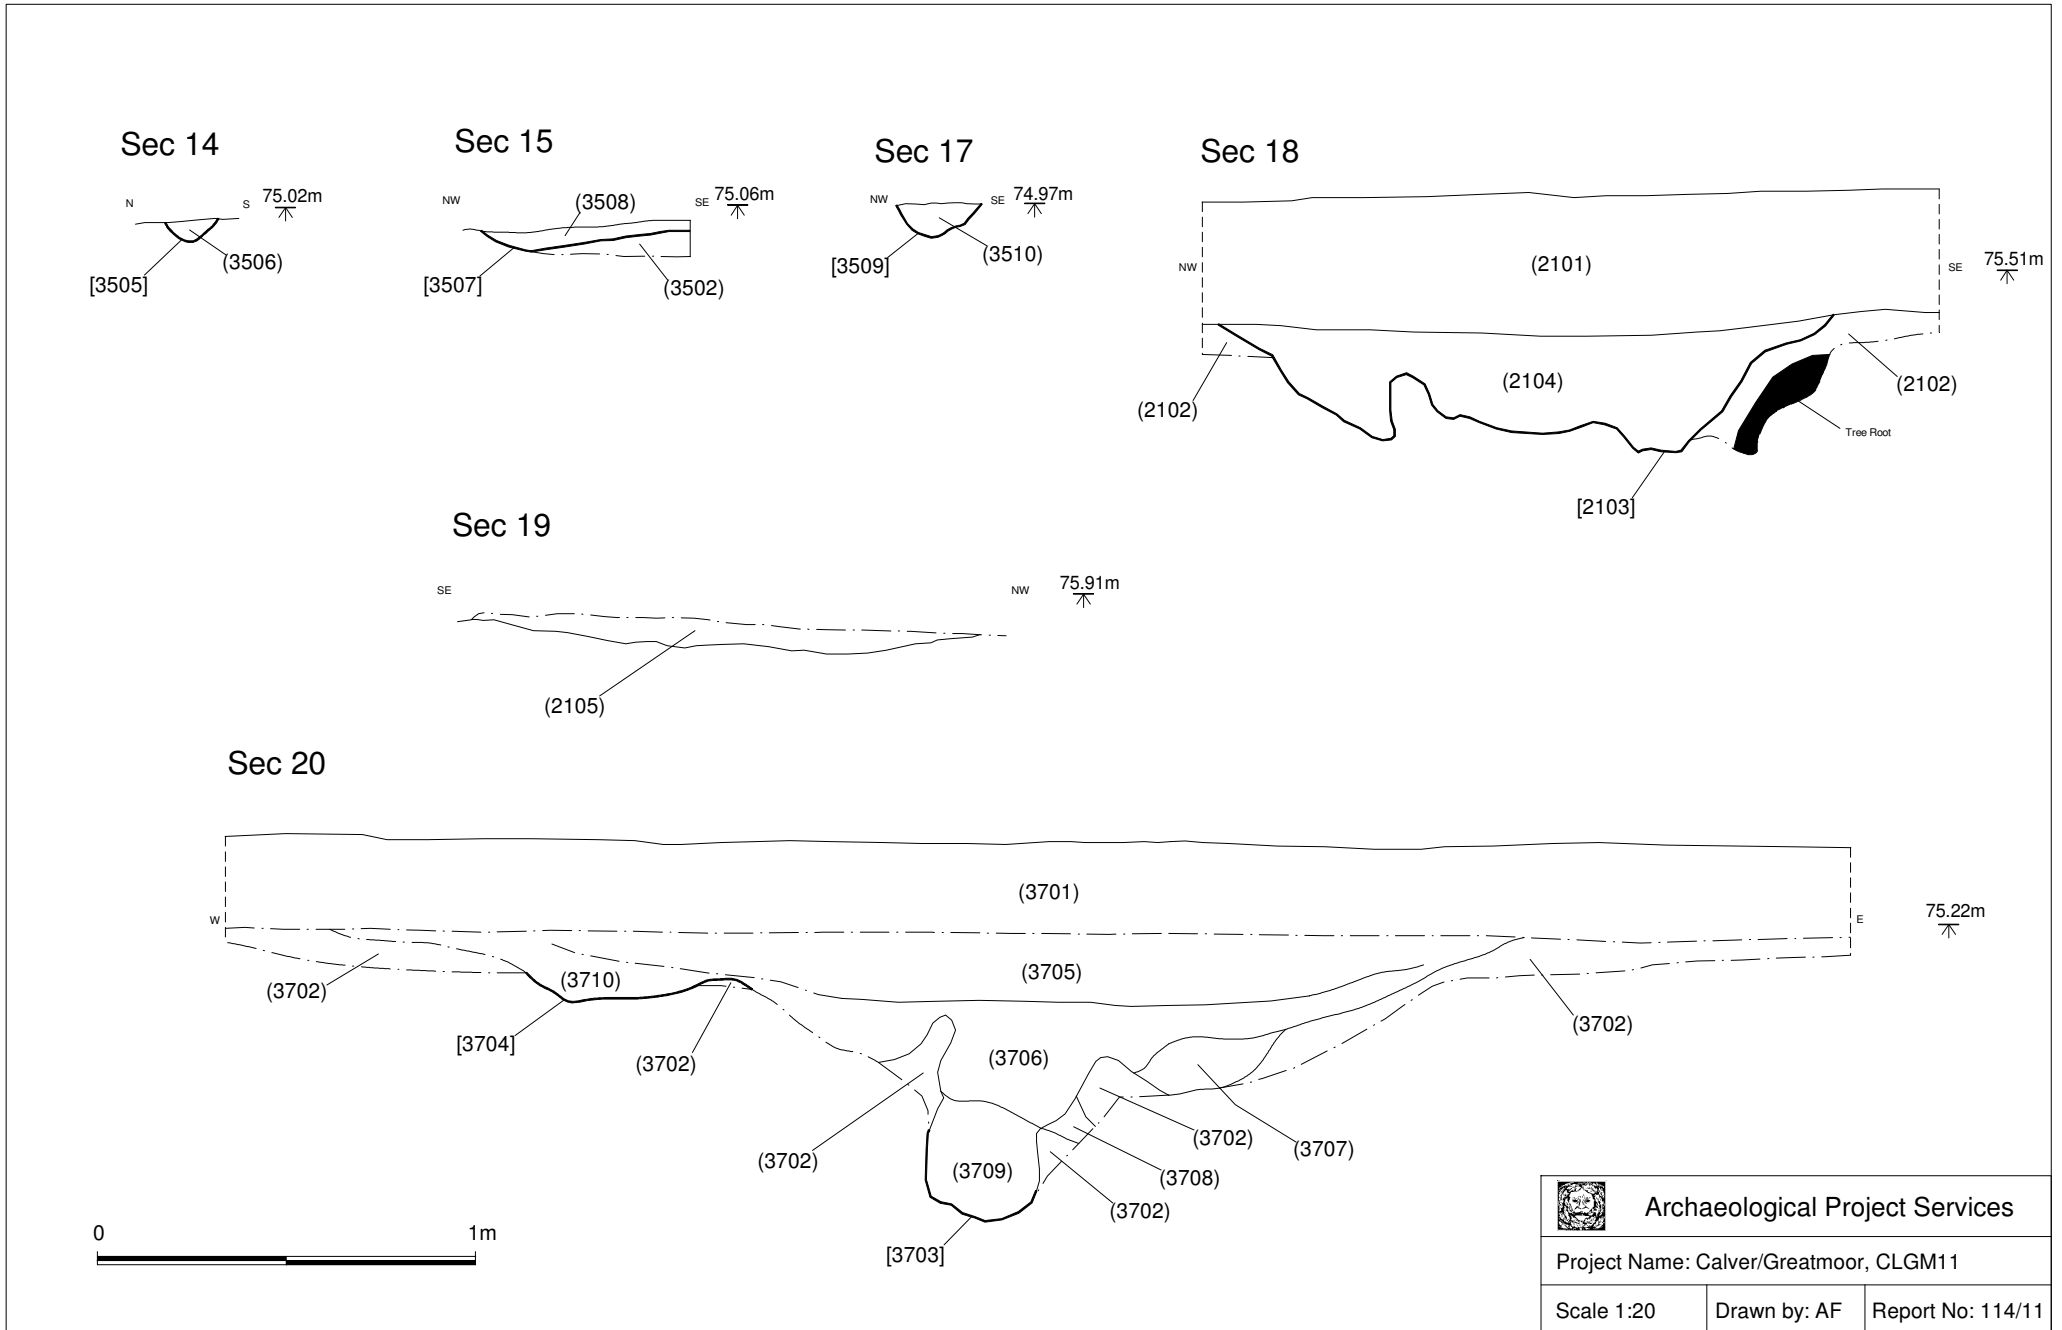 Sec 14
N
S
75.02m
(3506)
[3505]
Sec 15
NW
(3508)
SE
75.06m
[3507]
(3502)
Sec 17
NW
SE
74.97m
[3509]
(3510)
Sec 18
NW
(2101)
SE
75.51m
(2104)
(2102)
(2102)
Tree Root
[2103]
Sec 19
SE
NW
75.91m
(2105)
Sec 20
W
(3701)
E
75.22m
(3702)
(3710)
(3705)
[3704]
(3702)
(3706)
(3702)
(3702)
(3709)
(3702)
(3707)
(3708)
(3702)
[3703]
0
1m
Archaeological Project Services
Project Name: Calver/Greatmoor, CLGM11
Scale 1:20
Drawn by: AF
Report No: 114/11